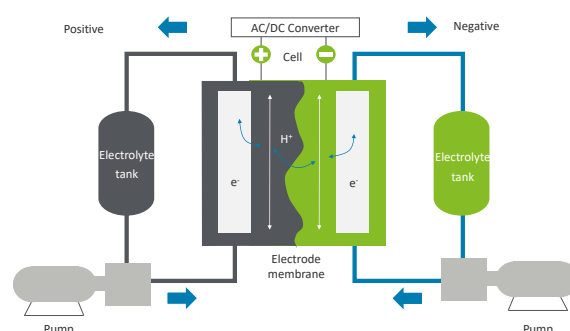 AC/DC Converter
Positive
Negative
+
Cell
−
H⁺
Electrolyte
tank
Electrolyte
tank
e⁻
e⁻
Electrode
membrane
Pump
Pump